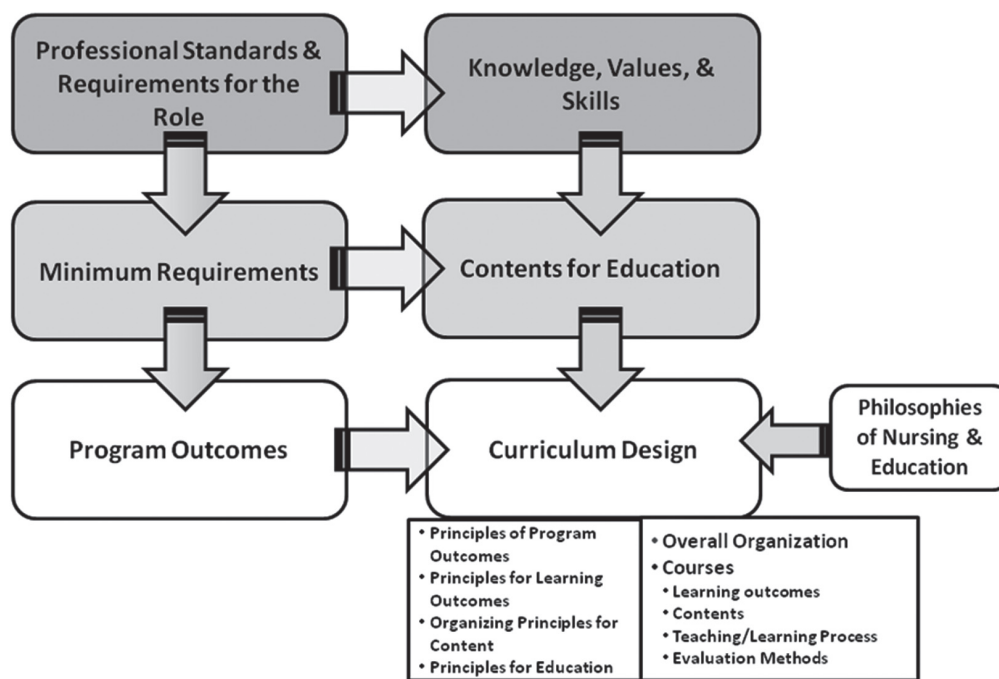 Professional Standards &
Requirements for the
Role
Knowledge, Values, &
Skills
Minimum Requirements
Contents for Education
Program Outcomes
Curriculum Design
Philosophies
of Nursing &
Education
• Principles of Program
Outcomes
• Principles for Learning
Outcomes
• Organizing Principles for
Content
• Principles for Education
• Overall Organization
• Courses
• Learning outcomes
• Contents
• Teaching/Learning Process
• Evaluation Methods